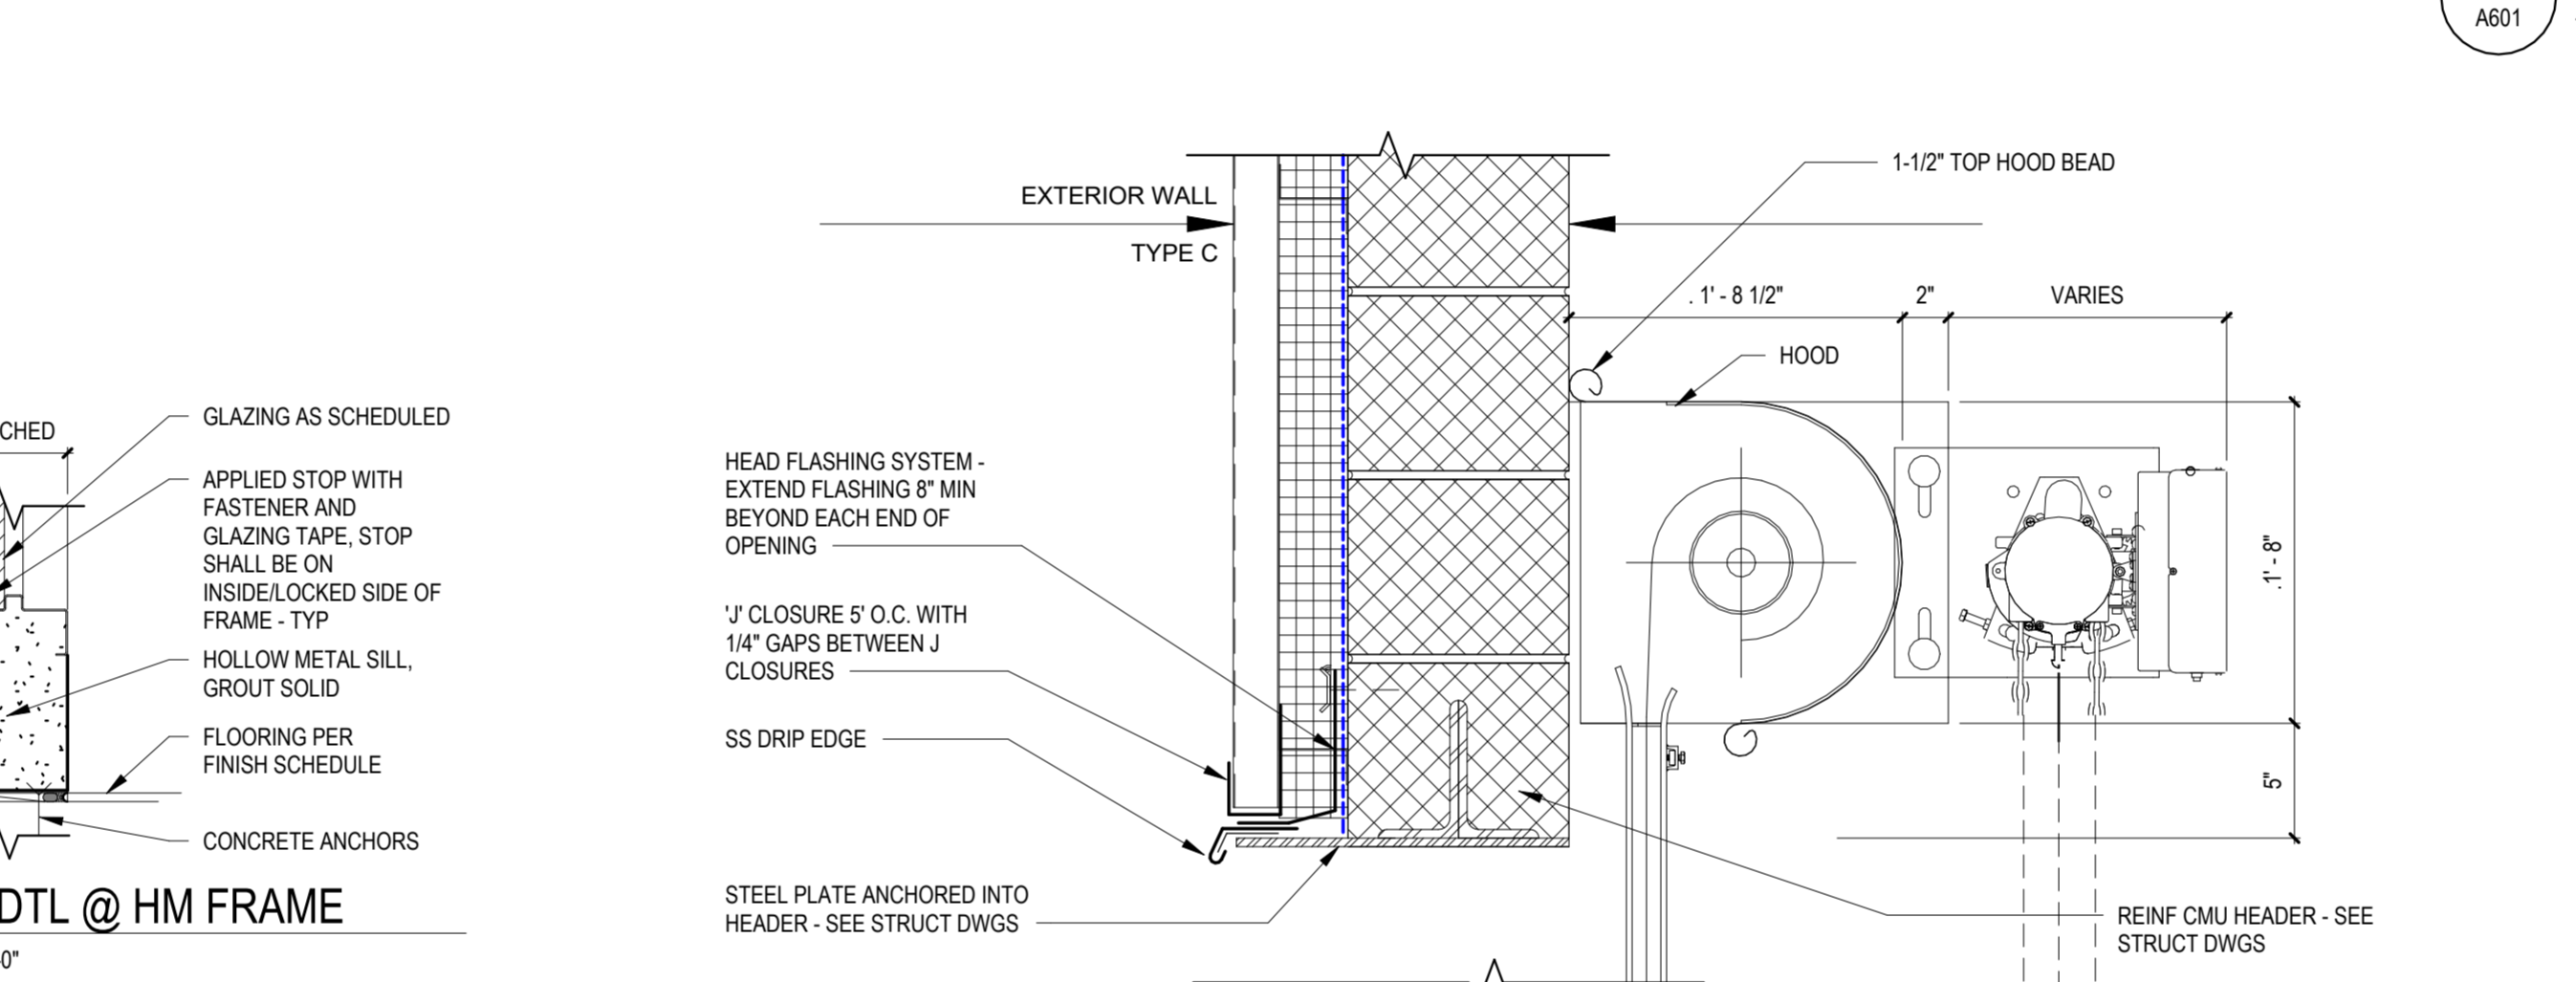 A601
1-1/2" TOP HOOD BEAD
EXTERIOR WALL
TYPE C
. 1' - 8 1/2"
2"
VARIES
HOOD
CHED
GLAZING AS SCHEDULED
APPLIED STOP WITH
FASTENER AND
GLAZING TAPE, STOP
SHALL BE ON
INSIDE/LOCKED SIDE OF
FRAME - TYP
HOLLOW METAL SILL,
GROUT SOLID
FLOORING PER
FINISH SCHEDULE
CONCRETE ANCHORS
DTL @ HM FRAME
0"
HEAD FLASHING SYSTEM -
EXTEND FLASHING 8" MIN
BEYOND EACH END OF
OPENING
'J' CLOSURE 5' O.C. WITH
1/4" GAPS BETWEEN J
CLOSURES
SS DRIP EDGE
STEEL PLATE ANCHORED INTO
HEADER - SEE STRUCT DWGS
.1' - 8"
5"
REINF CMU HEADER - SEE
STRUCT DWGS